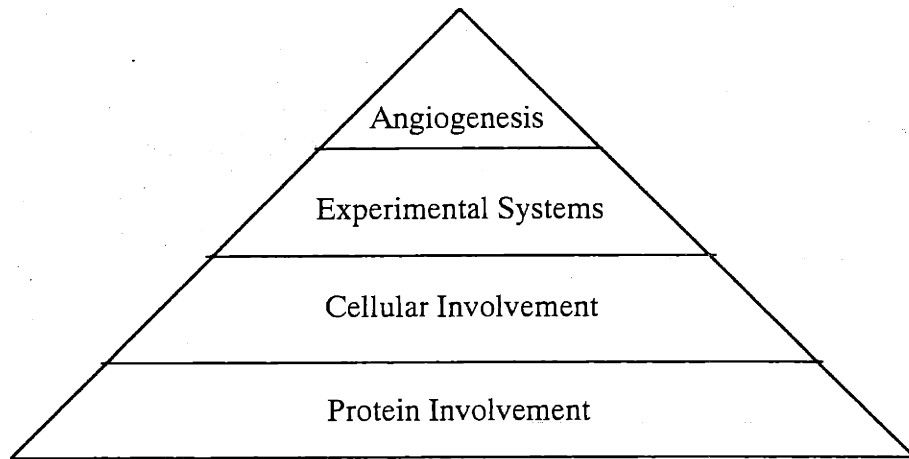 Angiogenesis
Experimental Systems
Cellular Involvement
Protein Involvement